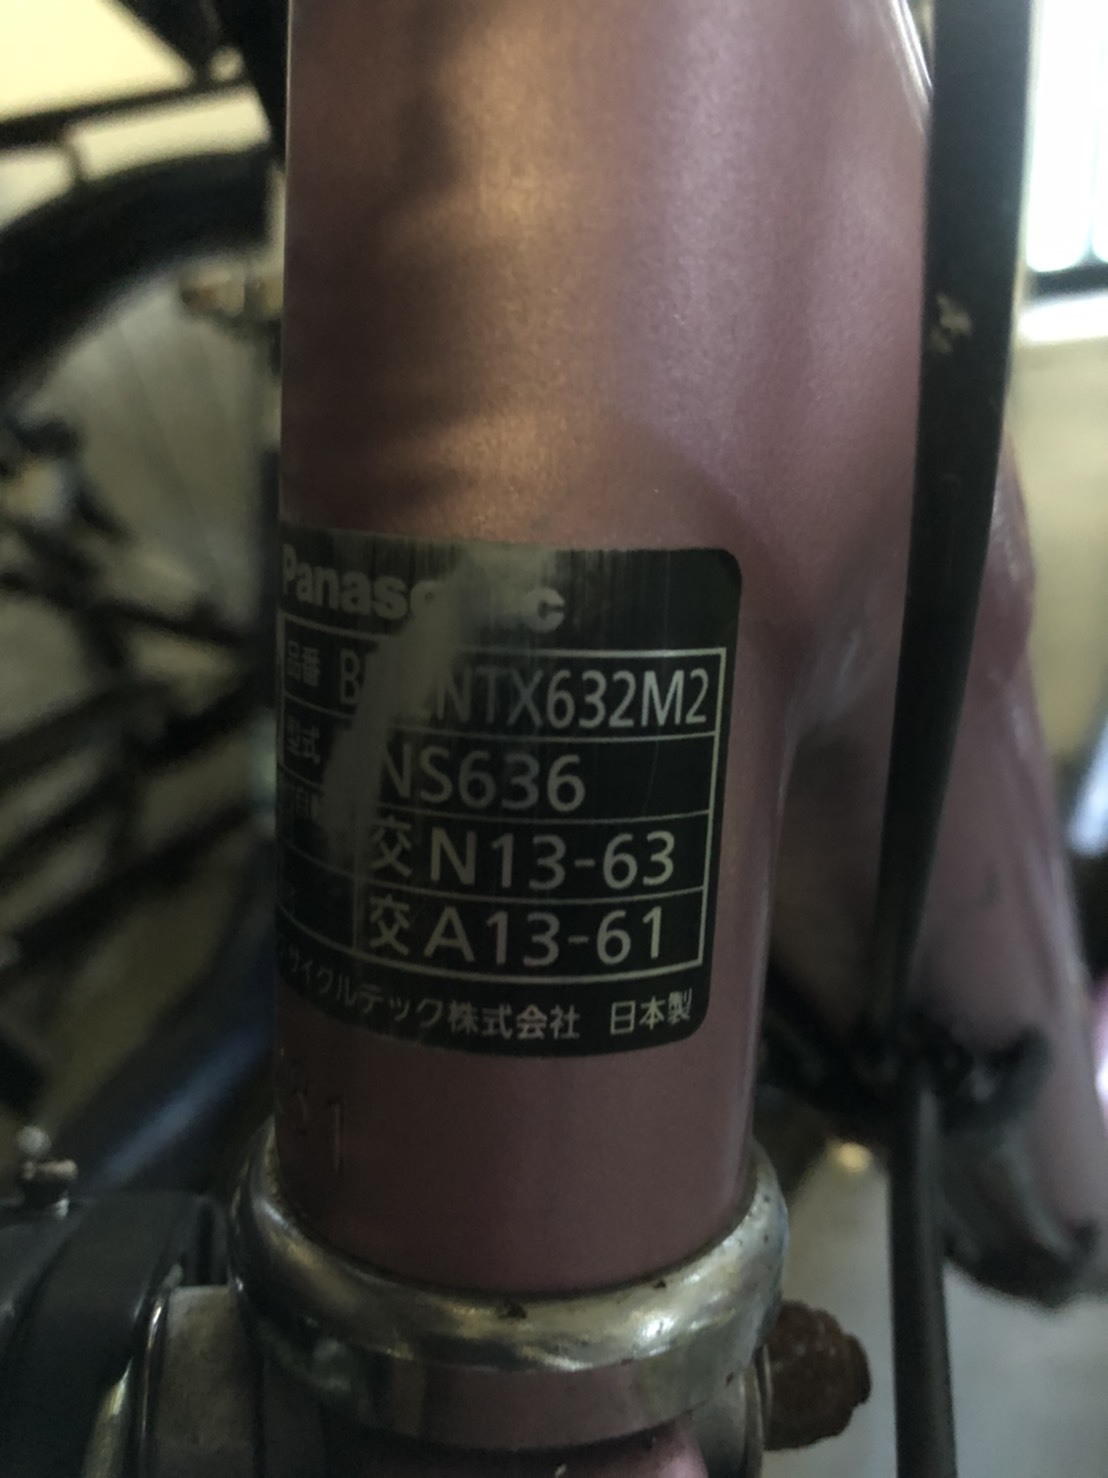 Panasonic
品番 NTX632M2
型式 NS636
交N13-63
交A13-61
サイクルテック株式会社 日本製